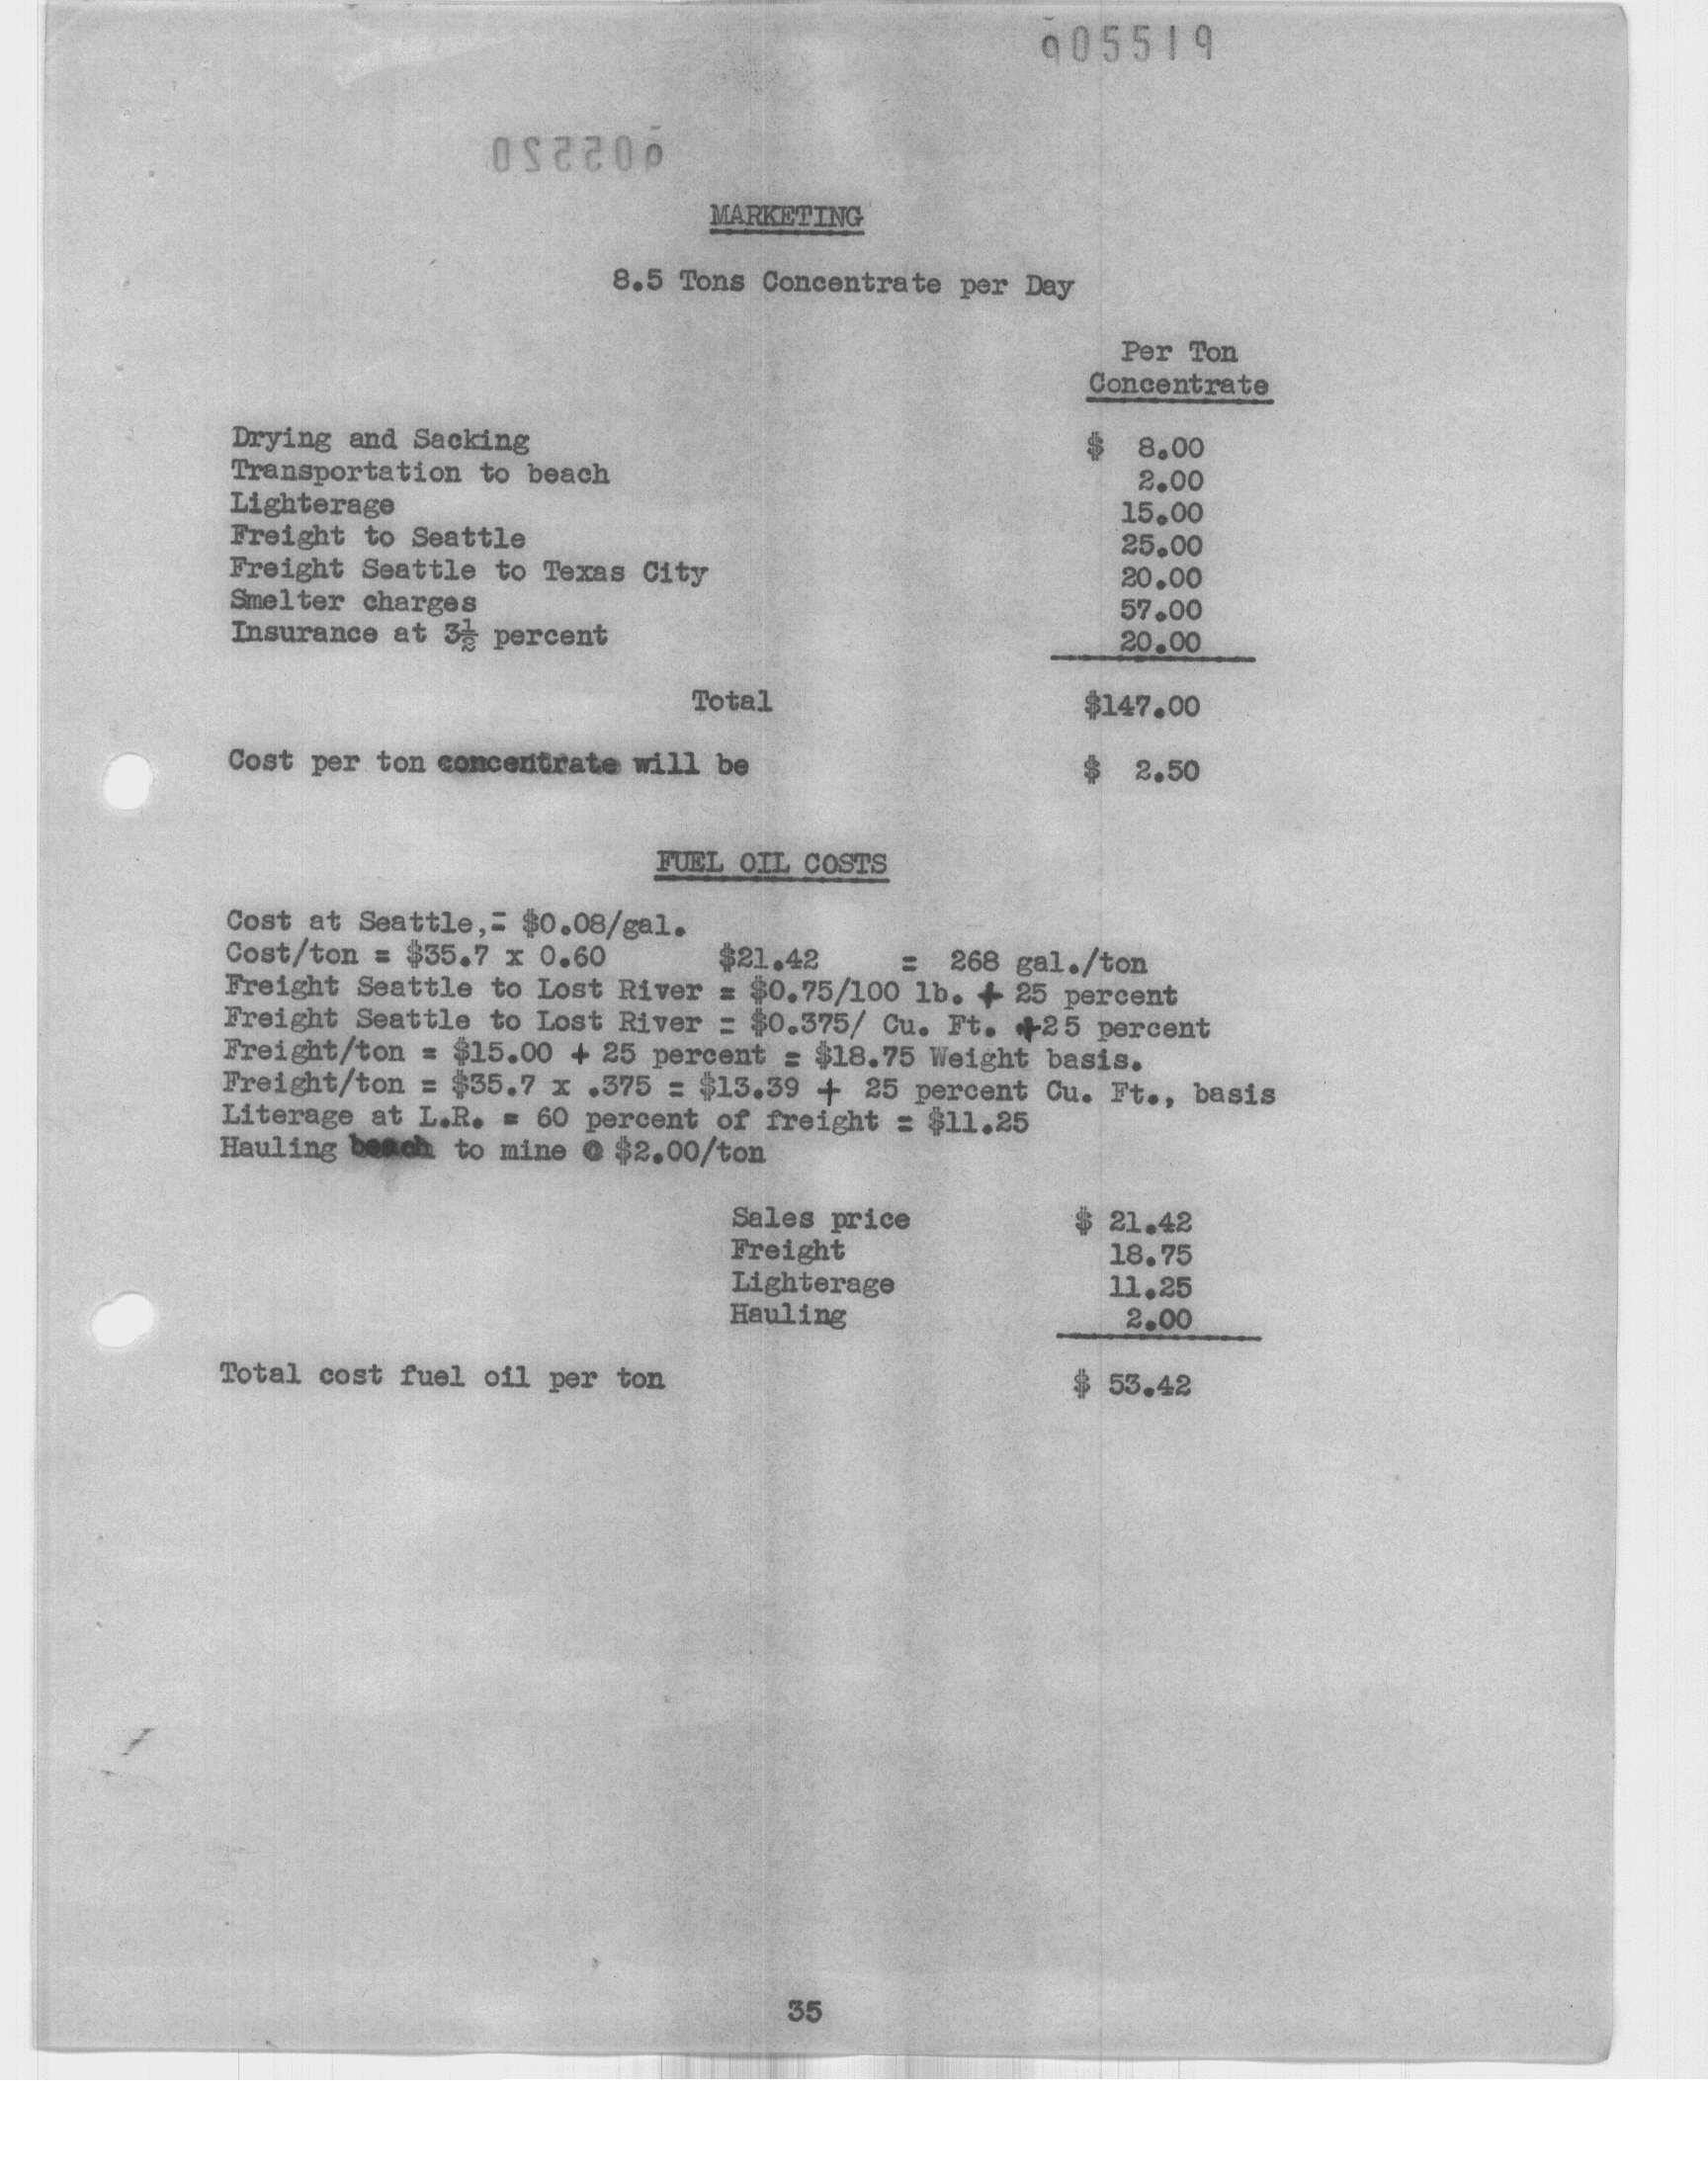 005519
005520
MARKETING
8.5 Tons Concentrate per Day
Per Ton
Concentrate
Drying and Sacking $ 8.00
Transportation to beach 2.00
Lighterage 15.00
Freight to Seattle 25.00
Freight Seattle to Texas City 20.00
Smelter charges 57.00
Insurance at 3½ percent 20.00
Total $147.00
Cost per ton concentrate will be $ 2.50
FUEL OIL COSTS
Cost at Seattle,= $0.08/gal.
Cost/ton = $35.7 x 0.60 $21.42 = 268 gal./ton
Freight Seattle to Lost River = $0.75/100 lb. + 25 percent
Freight Seattle to Lost River = $0.375/ Cu. Ft. +25 percent
Freight/ton = $15.00 + 25 percent = $18.75 Weight basis.
Freight/ton = $35.7 x .375 = $13.39 + 25 percent Cu. Ft., basis
Literage at L.R. = 60 percent of freight = $11.25
Hauling beach to mine @ $2.00/ton
Sales price $ 21.42
Freight 18.75
Lighterage 11.25
Hauling 2.00
Total cost fuel oil per ton $ 53.42
35